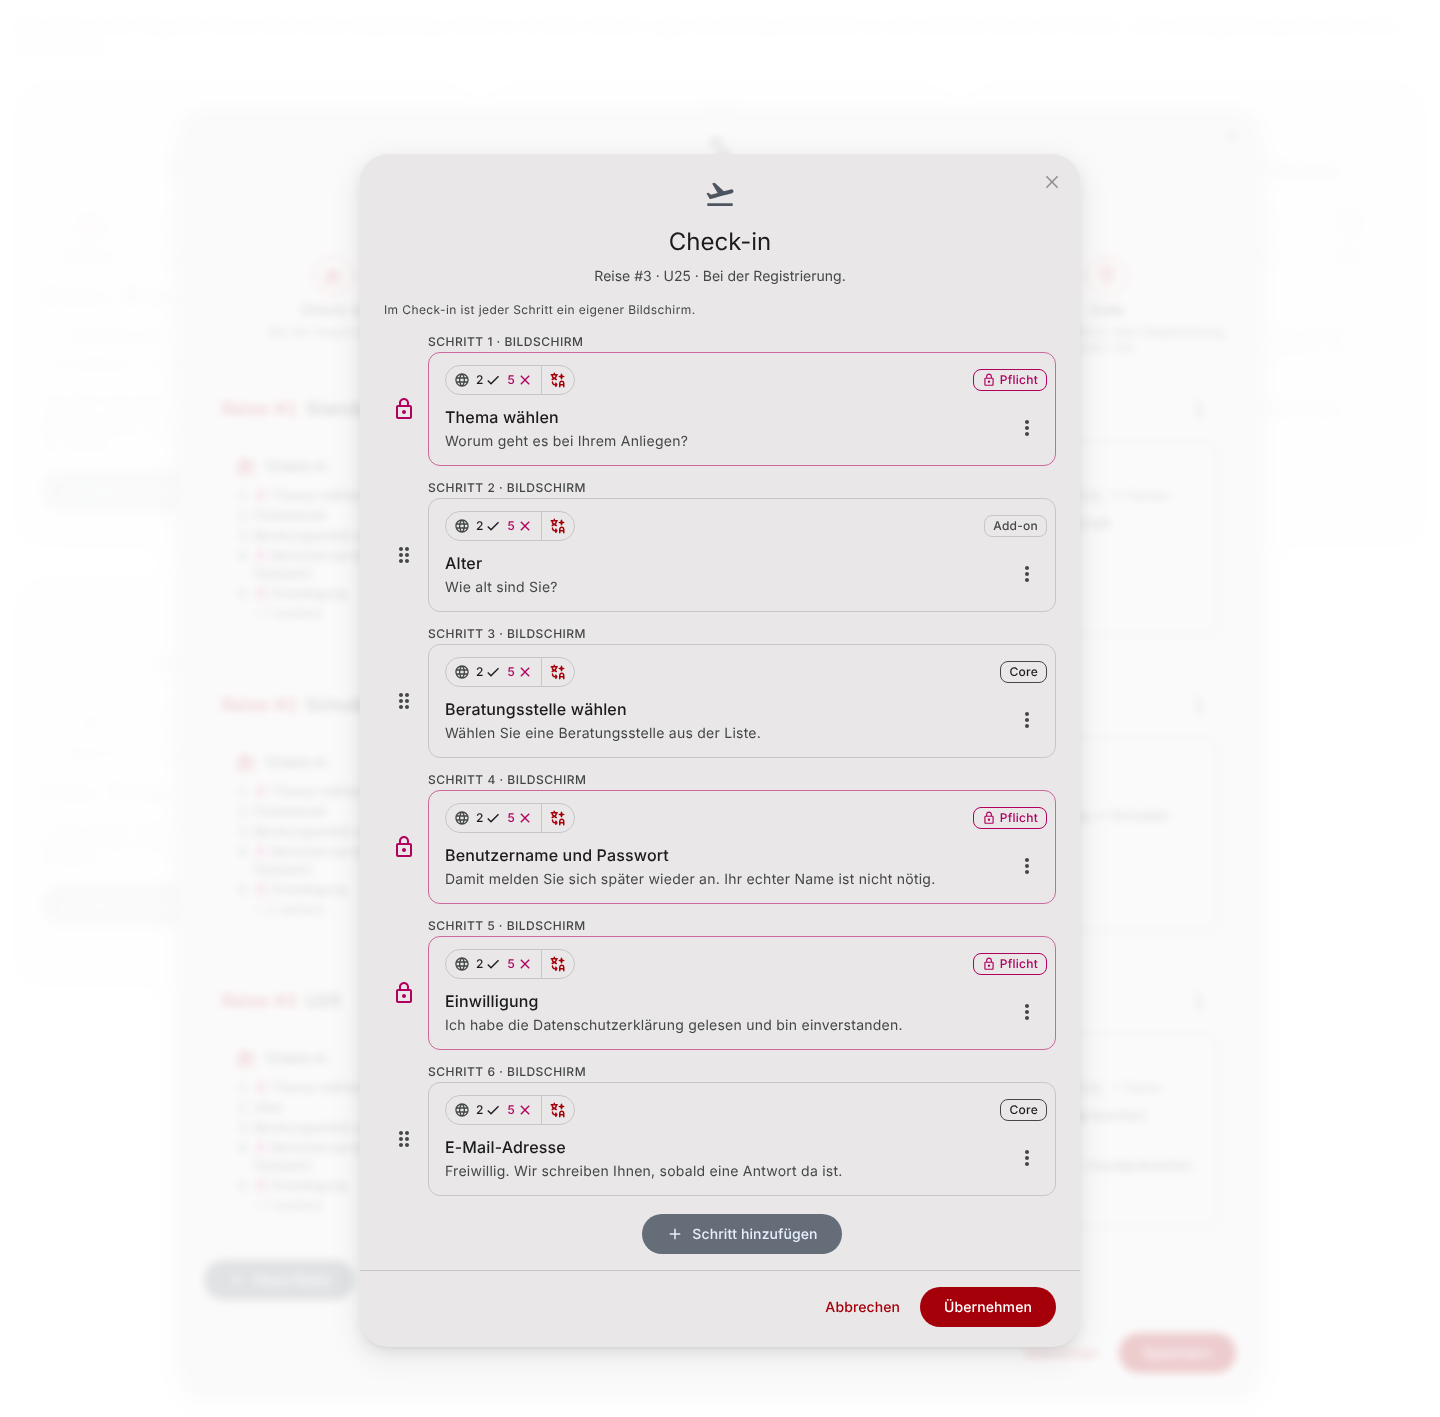 Check-in
Reise #3 · U25 · Bei der Registrierung.
Im Check-in ist jeder Schritt ein eigener Bildschirm.
SCHRITT 1 · BILDSCHIRM
2 5 Pflicht
Thema wählen
Worum geht es bei Ihrem Anliegen?
SCHRITT 2 · BILDSCHIRM
2 5 Add-on
Alter
Wie alt sind Sie?
SCHRITT 3 · BILDSCHIRM
2 5 Core
Beratungsstelle wählen
Wählen Sie eine Beratungsstelle aus der Liste.
SCHRITT 4 · BILDSCHIRM
2 5 Pflicht
Benutzername und Passwort
Damit melden Sie sich später wieder an. Ihr echter Name ist nicht nötig.
SCHRITT 5 · BILDSCHIRM
2 5 Pflicht
Einwilligung
Ich habe die Datenschutzerklärung gelesen und bin einverstanden.
SCHRITT 6 · BILDSCHIRM
2 5 Core
E-Mail-Adresse
Freiwillig. Wir schreiben Ihnen, sobald eine Antwort da ist.
Schritt hinzufügen
Abbrechen
Übernehmen